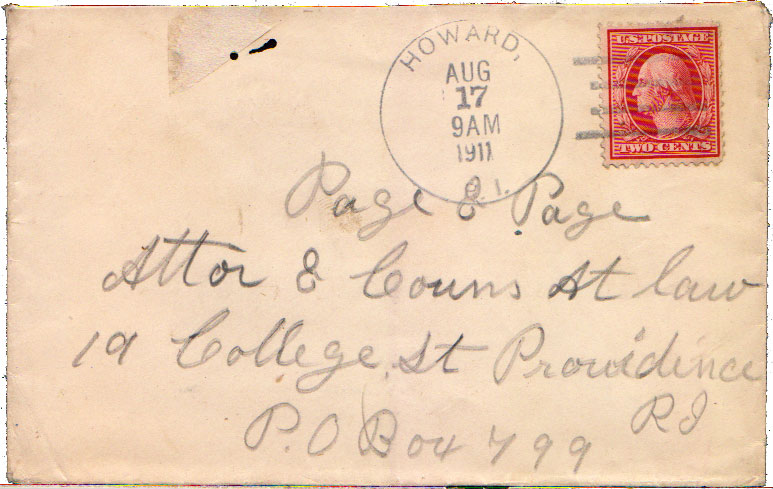 HOWARD,
AUG
17
9AM
1911
R.I.
U.S. POSTAGE
TWO CENTS
Page & Page
Attor & Couns At law
19 College St Providince
RI
P.O Box 799